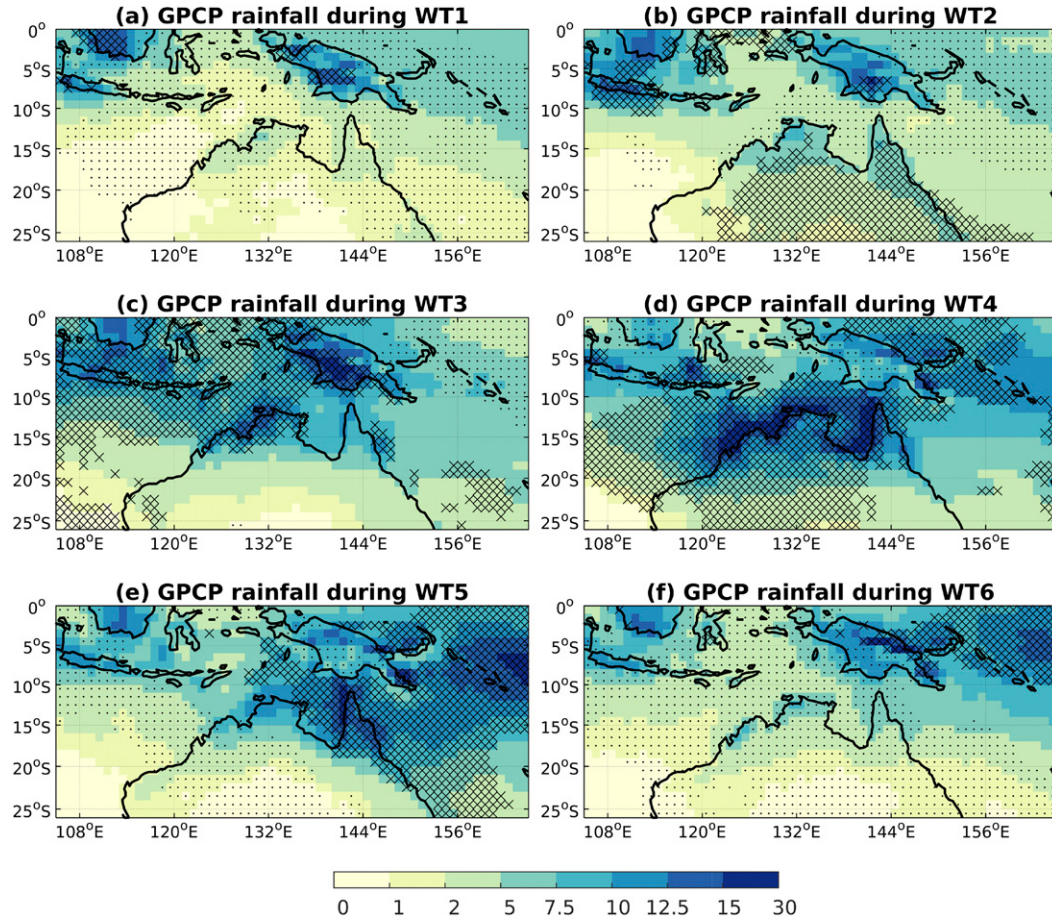 (a) GPCP rainfall during WT1
(b) GPCP rainfall during WT2
0°
5°S
10°S
15°S
20°S
25°S
108°E 120°E 132°E 144°E 156°E
0°
5°S
10°S
15°S
20°S
25°S
108°E 120°E 132°E 144°E 156°E
(c) GPCP rainfall during WT3
(d) GPCP rainfall during WT4
0°
5°S
10°S
15°S
20°S
25°S
108°E 120°E 132°E 144°E 156°E
0°
5°S
10°S
15°S
20°S
25°S
108°E 120°E 132°E 144°E 156°E
(e) GPCP rainfall during WT5
(f) GPCP rainfall during WT6
0°
5°S
10°S
15°S
20°S
25°S
108°E 120°E 132°E 144°E 156°E
0°
5°S
10°S
15°S
20°S
25°S
108°E 120°E 132°E 144°E 156°E
0 1 2 5 7.5 10 12.5 15 30